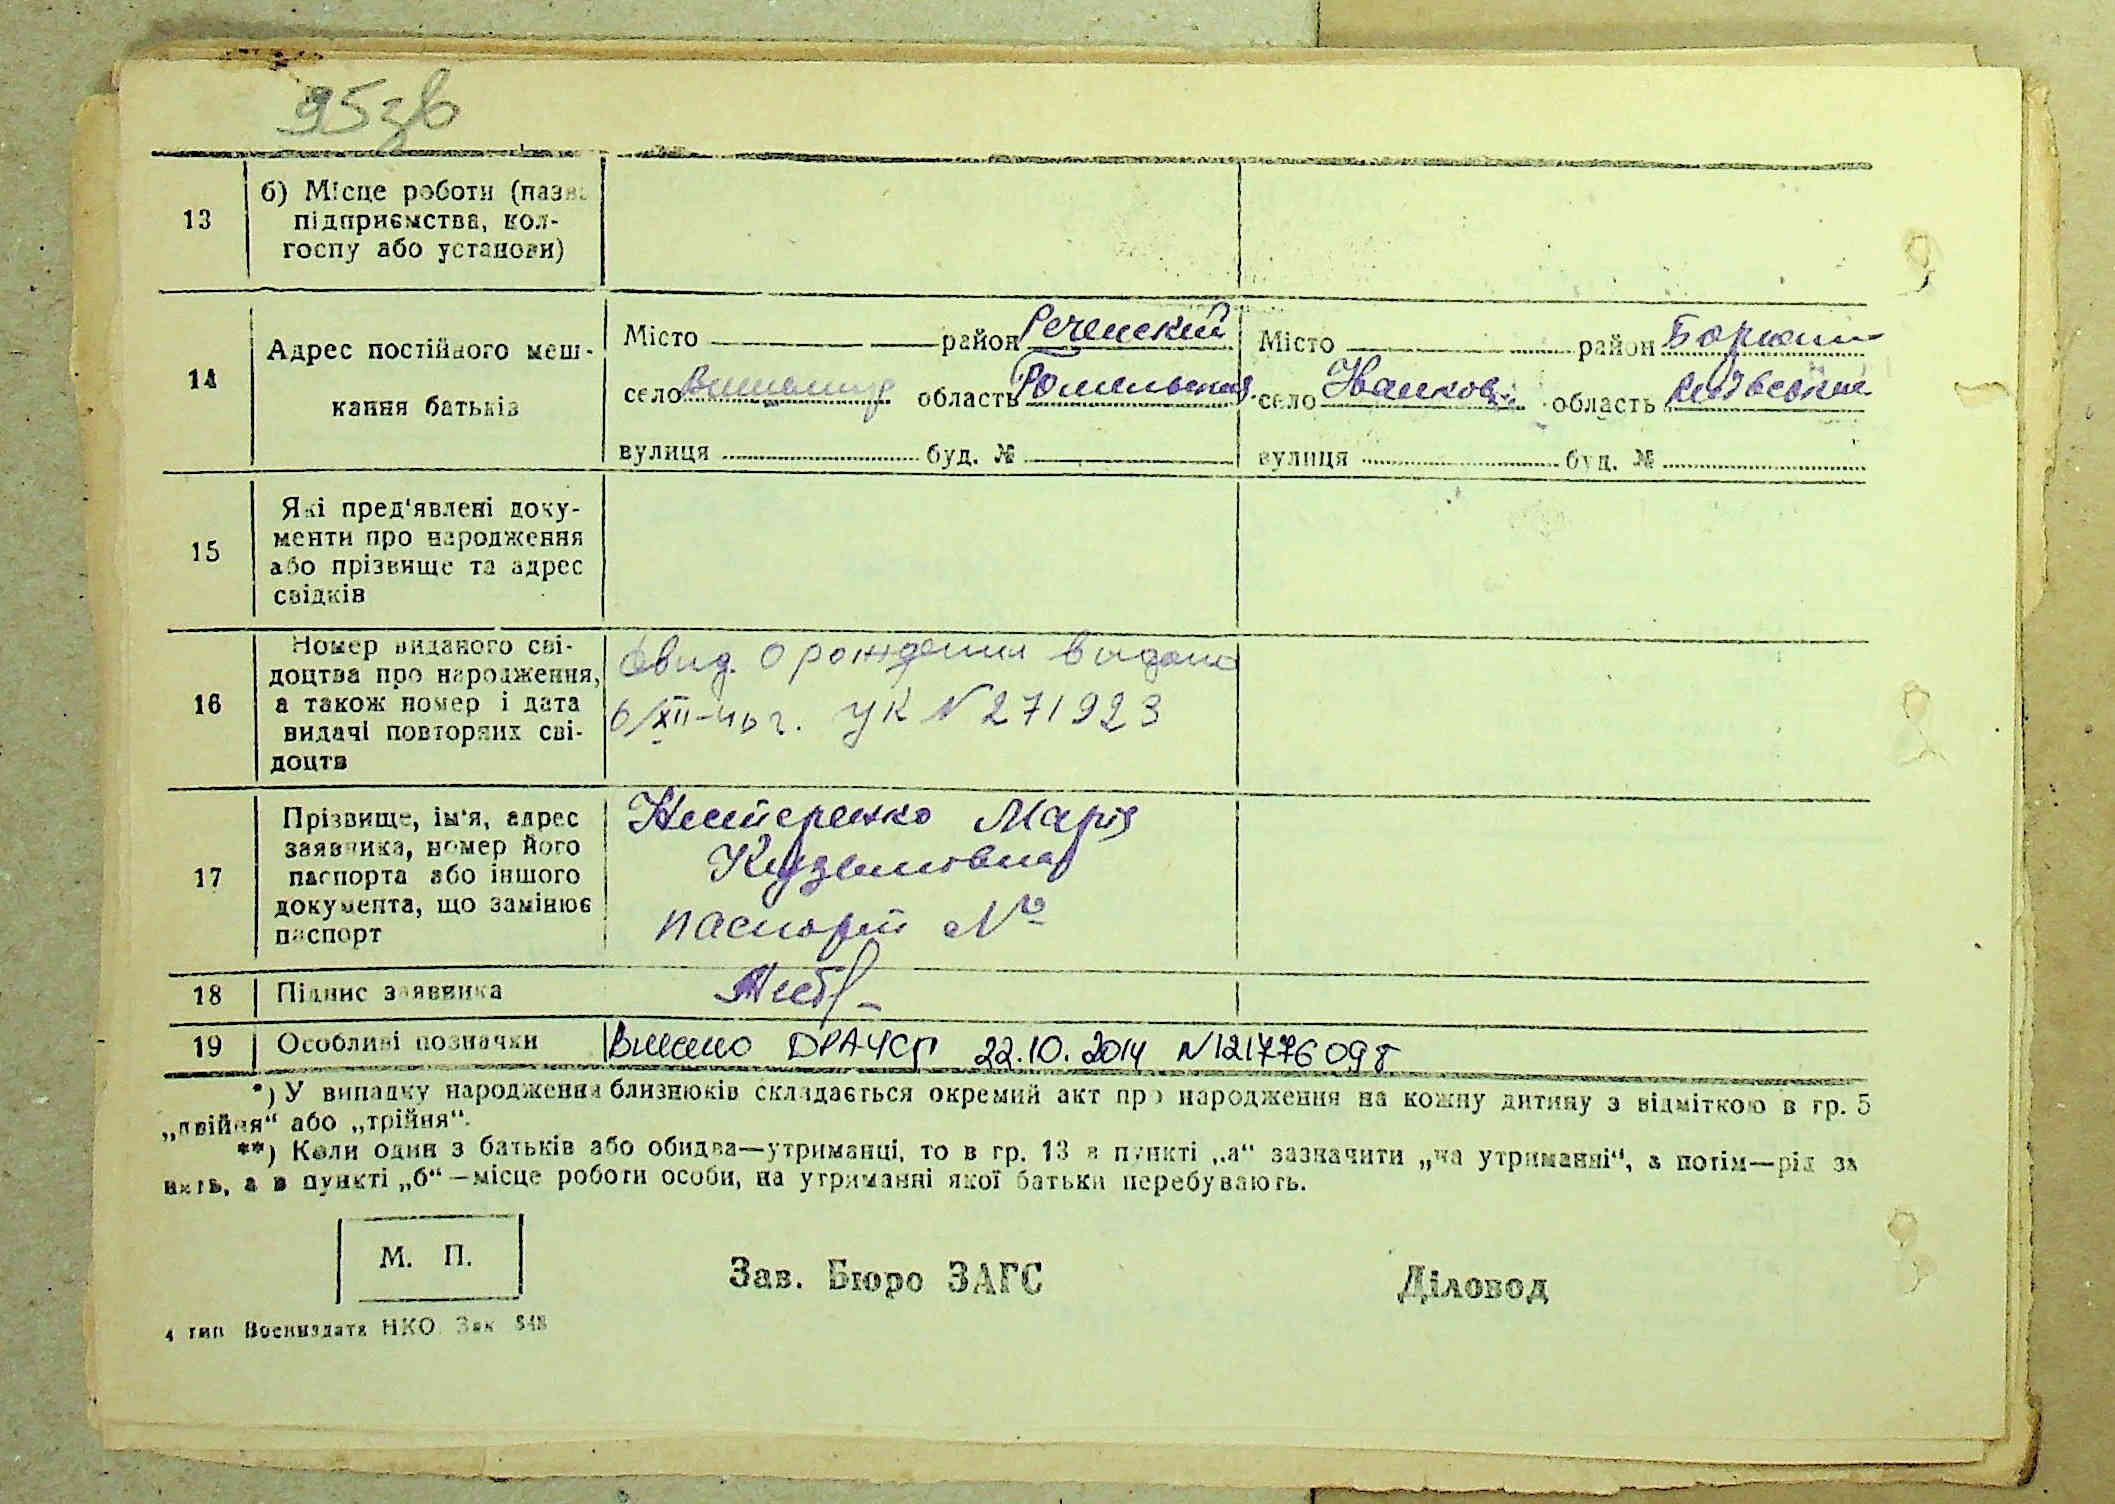 95зв
13
б) Місце роботи (назва
підприємства, кол-
госпу або установи)
14
Адрес постійного меш-
кання батьків
Місто район Реченский
село область Гомельская
вулиця буд. №
Місто район
село область
вулиця буд. №
15
Які пред'явлені доку-
менти про народження
або прізвище та адрес
свідків
16
Номер виданого сві-
доцтва про народження,
а також номер і дата
видачі повторних сві-
доцтв
Свид. о рождении выдано
6/XII-46 г. УК N 271923
17
Прізвище, ім'я, адрес
заявника, номер його
паспорта або іншого
документа, що замінює
паспорт
Нестеренко Марія
Кузьмовна
паспорт №
18
Підпис заявника
19
Особливі позначки
Внесено ДРАЦСГ 22.10.2014 N121776098
*) У випадку народження близнюків складається окремий акт про народження на кожну дитину з відміткою в гр. 5
„двійня“ або „трійня“.
**) Коли один з батьків або обидва—утриманці, то в гр. 13 в пункті „а“ зазначити „на утриманні“, а потім—рід за
нять, а в пункті „б“—місце роботи особи, на утриманні якої батьки перебувають.
М. П.
Зав. Бюро ЗАГС
Діловод
4 тип Воениздата НКО Зак 548